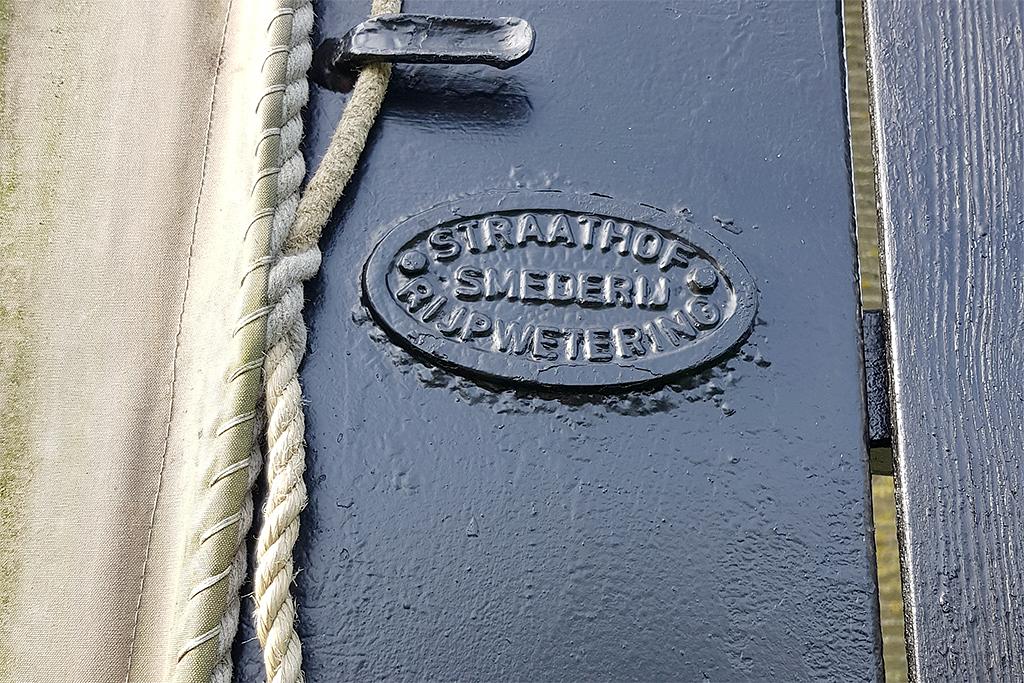 STRAATHOF
SMEDERIJ
RIJPWETERING